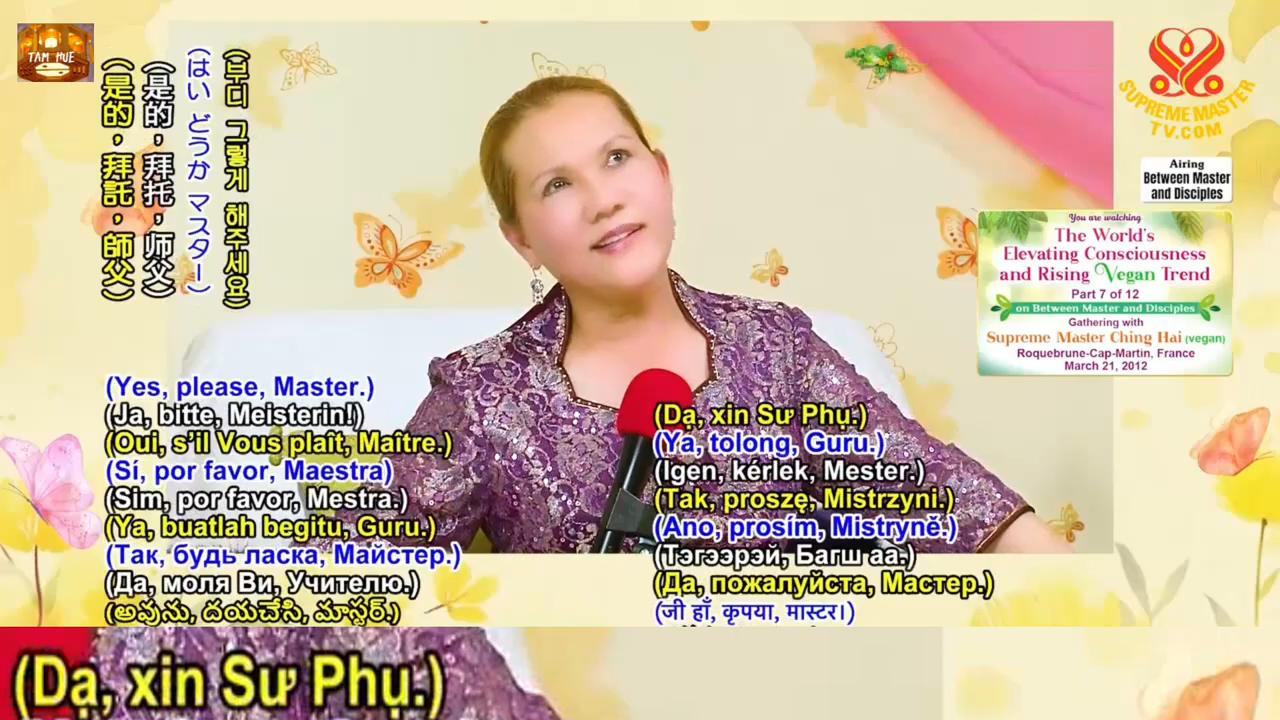 TAM HUE
(是的，拜託，師父)
(是的，拜托，师父)
(はい どうか マスター)
(부디 그렇게 해주세요)
SUPREME MASTER
TV.COM
Airing
Between Master
and Disciples
You are watching
The World's
Elevating Consciousness
and Rising Vegan Trend
Part 7 of 12
on Between Master and Disciples
Gathering with
Supreme Master Ching Hai (vegan)
Roquebrune-Cap-Martin, France
March 21, 2012
(Yes, please, Master.)
(Ja, bitte, Meisterin!)
(Oui, s'il Vous plaît, Maître.)
(Sí, por favor, Maestra)
(Sim, por favor, Mestra.)
(Ya, buatlah begitu, Guru.)
(Так, будь ласка, Майстер.)
(Да, моля Ви, Учителю.)
(అవును, దయచేసి, మాస్టర్.)
(Dạ, xin Sư Phụ.)
(Ya, tolong, Guru.)
(Igen, kérlek, Mester.)
(Tak, proszę, Mistrzyni.)
(Ano, prosím, Mistryně.)
(Тэгээрэй, Багш аа.)
(Да, пожалуйста, Мастер.)
(जी हाँ, कृपया, मास्टर।)
(Dạ, xin Sư Phụ.)